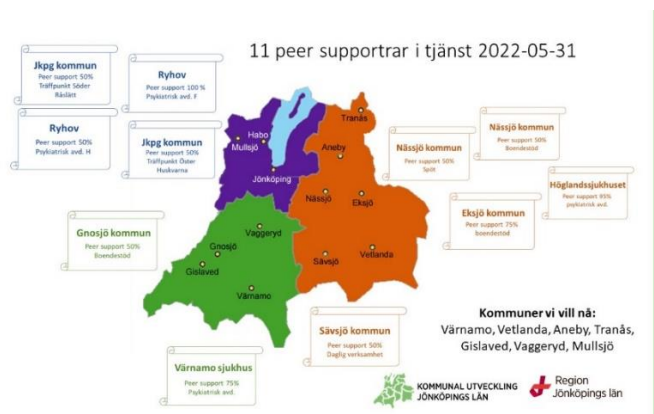 11 peer supportrar i tjänst 2022-05-31
Jkpg kommun
Peer support 50%
Träffpunkt Söder
Råslätt
Ryhov
Peer support 100 %
Psykiatrisk avd. F
Ryhov
Peer support 50%
Psykiatrisk avd. H
Jkpg kommun
Peer support 50%
Träffpunkt Öster
Huskvarna
Nässjö kommun
Peer support 50%
Boendestöd
Nässjö kommun
Peer support 50%
Spöt
Höglandssjukhuset
Peer support 95%
psykiatrisk avd.
Eksjö kommun
Peer support 75%
boendestöd
Gnosjö kommun
Peer support 50%
Boendestöd
Sävsjö kommun
Peer support 50%
Daglig verksamhet
Värnamo sjukhus
Peer support 75%
Psykiatrisk avd.
Tranås
Habo
Mullsjö
Aneby
Jönköping
Nässjö
Eksjö
Vaggeryd
Gnosjö
Gislaved
Sävsjö
Vetlanda
Värnamo
Kommuner vi vill nå:
Värnamo, Vetlanda, Aneby, Tranås,
Gislaved, Vaggeryd, Mullsjö
KOMMUNAL UTVECKLING
JÖNKÖPINGS LÄN
Region
Jönköpings län